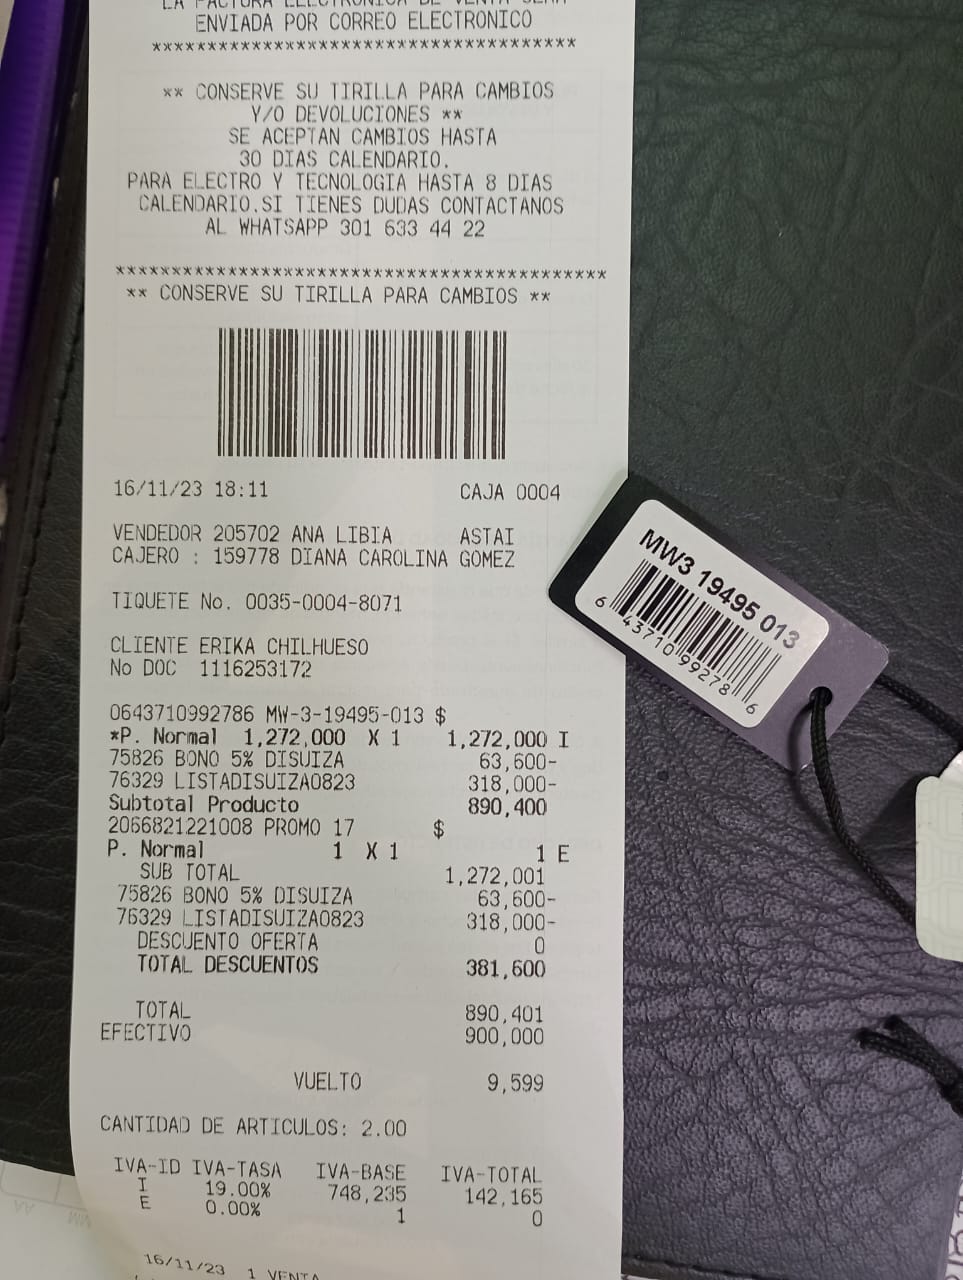 LA FACTURA ELECTRONICA DE VENTA SERA
ENVIADA POR CORREO ELECTRONICO
**************************************
** CONSERVE SU TIRILLA PARA CAMBIOS
Y/O DEVOLUCIONES **
SE ACEPTAN CAMBIOS HASTA
30 DIAS CALENDARIO.
PARA ELECTRO Y TECNOLOGIA HASTA 8 DIAS
CALENDARIO.SI TIENES DUDAS CONTACTANOS
AL WHATSAPP 301 633 44 22
********************************************
** CONSERVE SU TIRILLA PARA CAMBIOS **
16/11/23 18:11 CAJA 0004
VENDEDOR 205702 ANA LIBIA ASTAI
CAJERO : 159778 DIANA CAROLINA GOMEZ
TIQUETE No. 0035-0004-8071
CLIENTE ERIKA CHILHUESO
No DOC 1116253172
0643710992786 MW-3-19495-013 $
*P. Normal 1,272,000 X 1 1,272,000 I
75826 BONO 5% DISUIZA 63,600-
76329 LISTADISUIZA0823 318,000-
Subtotal Producto 890,400
2066821221008 PROMO 17 $
P. Normal 1 X 1 1 E
SUB TOTAL 1,272,001
75826 BONO 5% DISUIZA 63,600-
76329 LISTADISUIZA0823 318,000-
DESCUENTO OFERTA 0
TOTAL DESCUENTOS 381,600
TOTAL 890,401
EFECTIVO 900,000
VUELTO 9,599
CANTIDAD DE ARTICULOS: 2.00
IVA-ID IVA-TASA IVA-BASE IVA-TOTAL
I 19.00% 748,235 142,165
E 0.00% 1 0
16/11/23 1 VENTA
MW3 19495 013
6 43710 99278 6